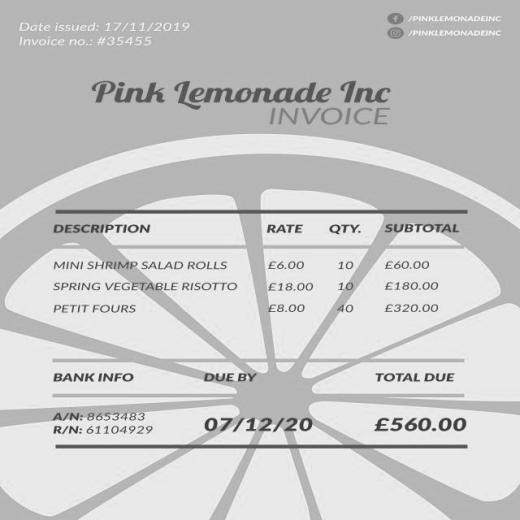 Date issued: 17/11/2019
Invoice no.: #35455
/PINKLEMONADEINC
/PINKLEMONADEINC
Pink Lemonade Inc
INVOICE
DESCRIPTION RATE QTY. SUBTOTAL
MINI SHRIMP SALAD ROLLS £6.00 10 £60.00
SPRING VEGETABLE RISOTTO £18.00 10 £180.00
PETIT FOURS £8.00 40 £320.00
BANK INFO DUE BY TOTAL DUE
A/N: 8653483
R/N: 61104929
07/12/20 £560.00